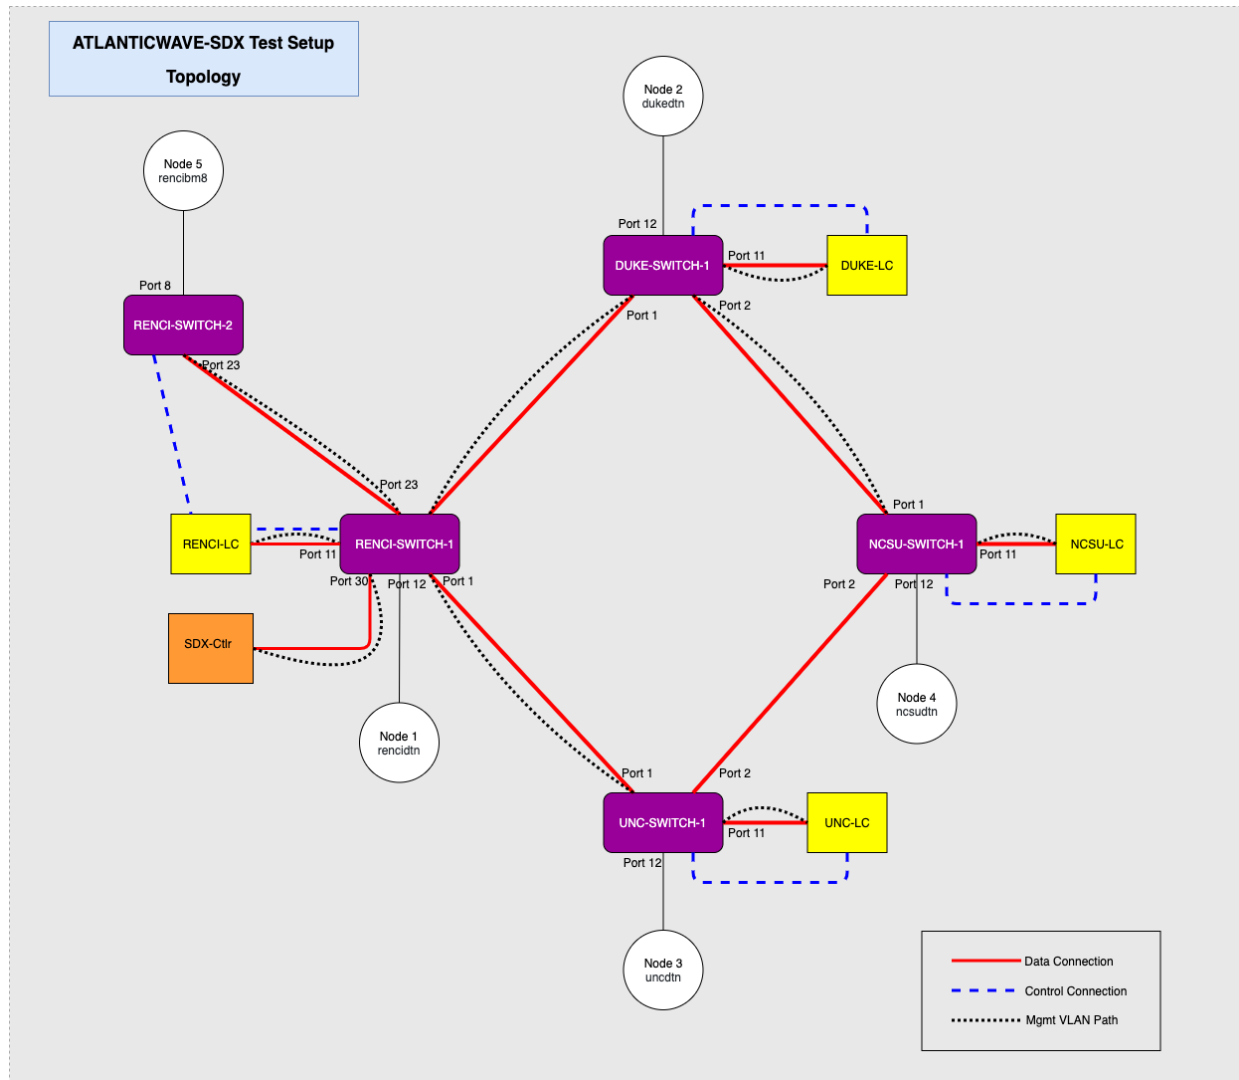 ATLANTICWAVE-SDX Test Setup
Topology
Node 2
dukedtn
Node 5
rencibm8
Port 12
DUKE-SWITCH-1
Port 11
DUKE-LC
Port 8
RENCI-SWITCH-2
Port 1
Port 2
Port 23
Port 23
Port 1
RENCI-LC
Port 11
RENCI-SWITCH-1
NCSU-SWITCH-1
Port 11
NCSU-LC
Port 30
Port 12
Port 1
Port 2
Port 12
SDX-Ctlr
Node 4
ncsudtn
Node 1
rencidtn
Port 1
Port 2
UNC-SWITCH-1
Port 11
UNC-LC
Port 12
Node 3
uncdtn
Data Connection
Control Connection
Mgmt VLAN Path